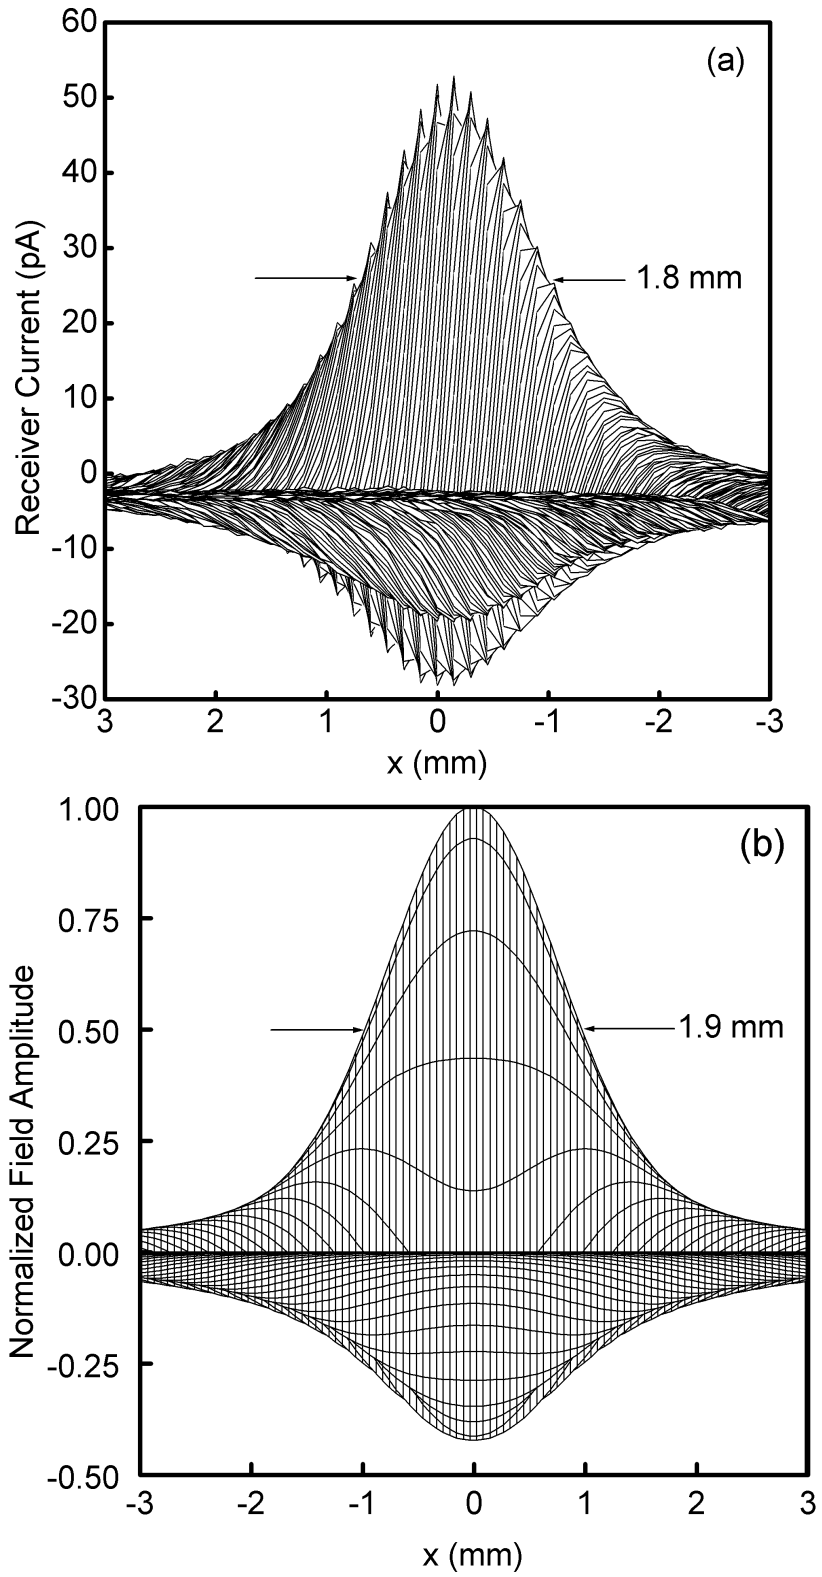 (a)
60
50
40
30
20
10
0
-10
-20
-30
Receiver Current (pA)
1.8 mm
3 2 1 0 -1 -2 -3
x (mm)
(b)
1.00
0.75
0.50
0.25
0.00
-0.25
-0.50
Normalized Field Amplitude
1.9 mm
-3 -2 -1 0 1 2 3
x (mm)